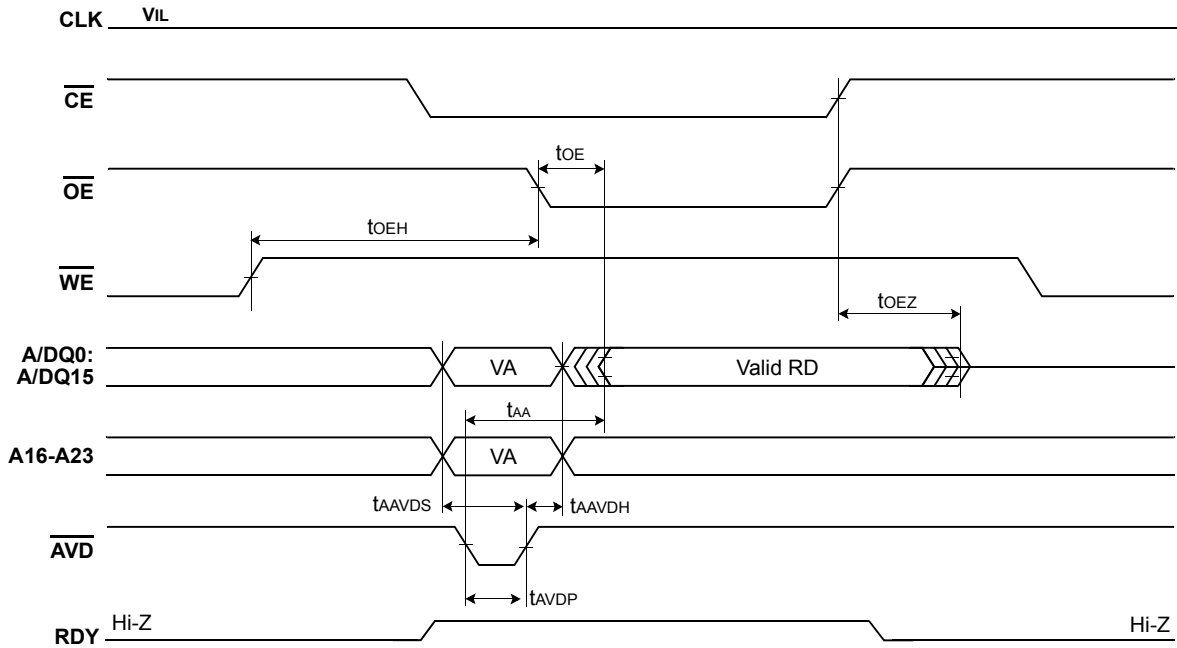 CLK VIL
CE
OE
tOE
tOEH
WE
tOEZ
A/DQ0:
A/DQ15
VA
Valid RD
tAA
A16-A23
VA
tAAVDS
tAAVDH
AVD
tAVDP
RDY Hi-Z
Hi-Z